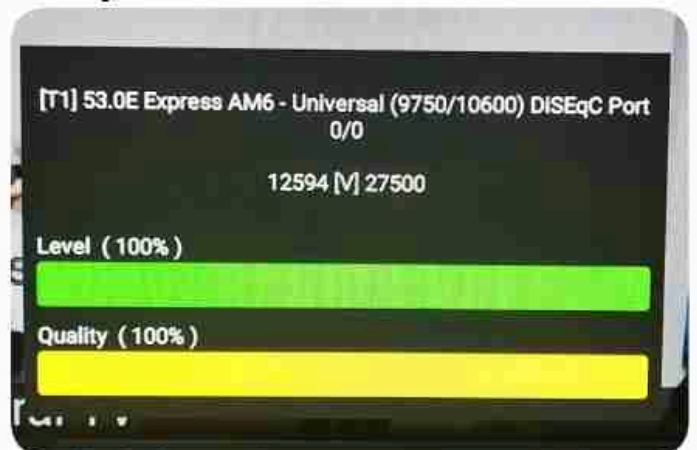 [T1] 53.0E Express AM6 - Universal (9750/10600) DISEqC Port
0/0
12594 [V] 27500
Level (100%)
Quality (100%)